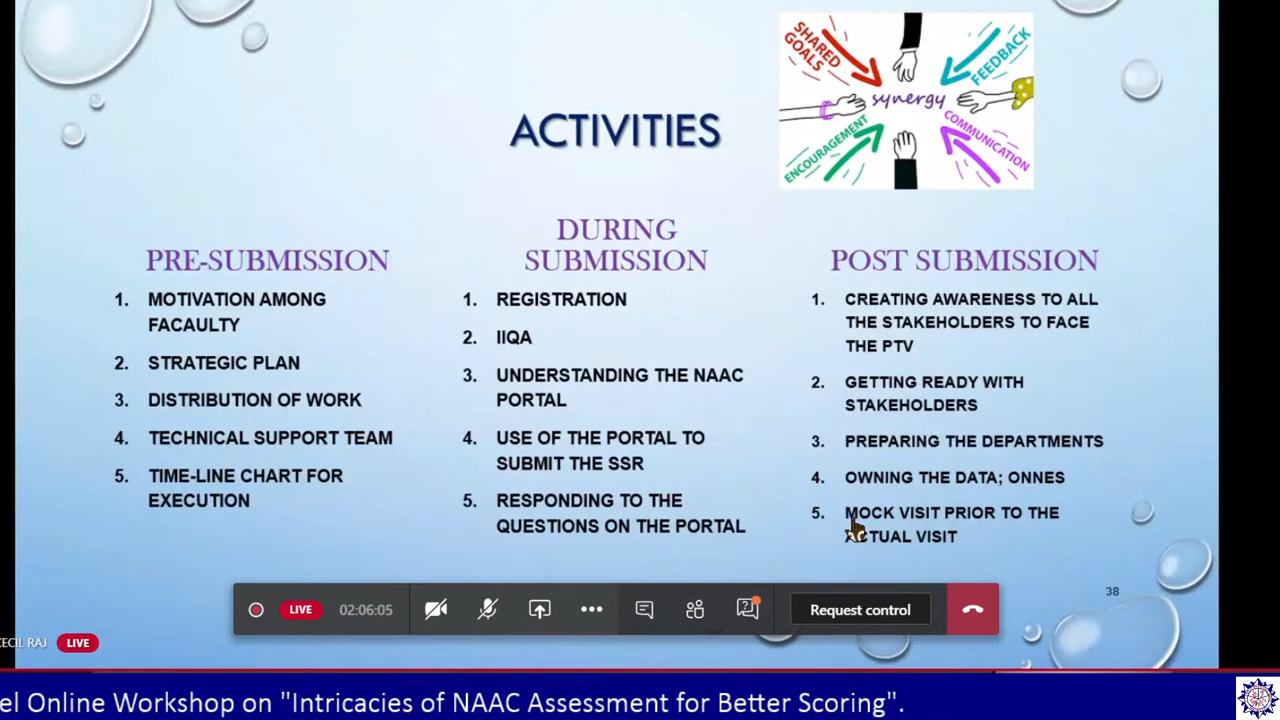 SHARED
GOALS
FEEDBACK
synergy
ENCOURAGEMENT
COMMUNICATION
ACTIVITIES
PRE-SUBMISSION
1. MOTIVATION AMONG
FACAULTY
2. STRATEGIC PLAN
3. DISTRIBUTION OF WORK
4. TECHNICAL SUPPORT TEAM
5. TIME-LINE CHART FOR
EXECUTION
DURING
SUBMISSION
1. REGISTRATION
2. IIQA
3. UNDERSTANDING THE NAAC
PORTAL
4. USE OF THE PORTAL TO
SUBMIT THE SSR
5. RESPONDING TO THE
QUESTIONS ON THE PORTAL
POST SUBMISSION
1. CREATING AWARENESS TO ALL
THE STAKEHOLDERS TO FACE
THE PTV
2. GETTING READY WITH
STAKEHOLDERS
3. PREPARING THE DEPARTMENTS
4. OWNING THE DATA; ONNES
5. MOCK VISIT PRIOR TO THE
ACTUAL VISIT
38
LIVE 02:06:05 Request control
CECIL RAJ LIVE
el Online Workshop on "Intricacies of NAAC Assessment for Better Scoring".